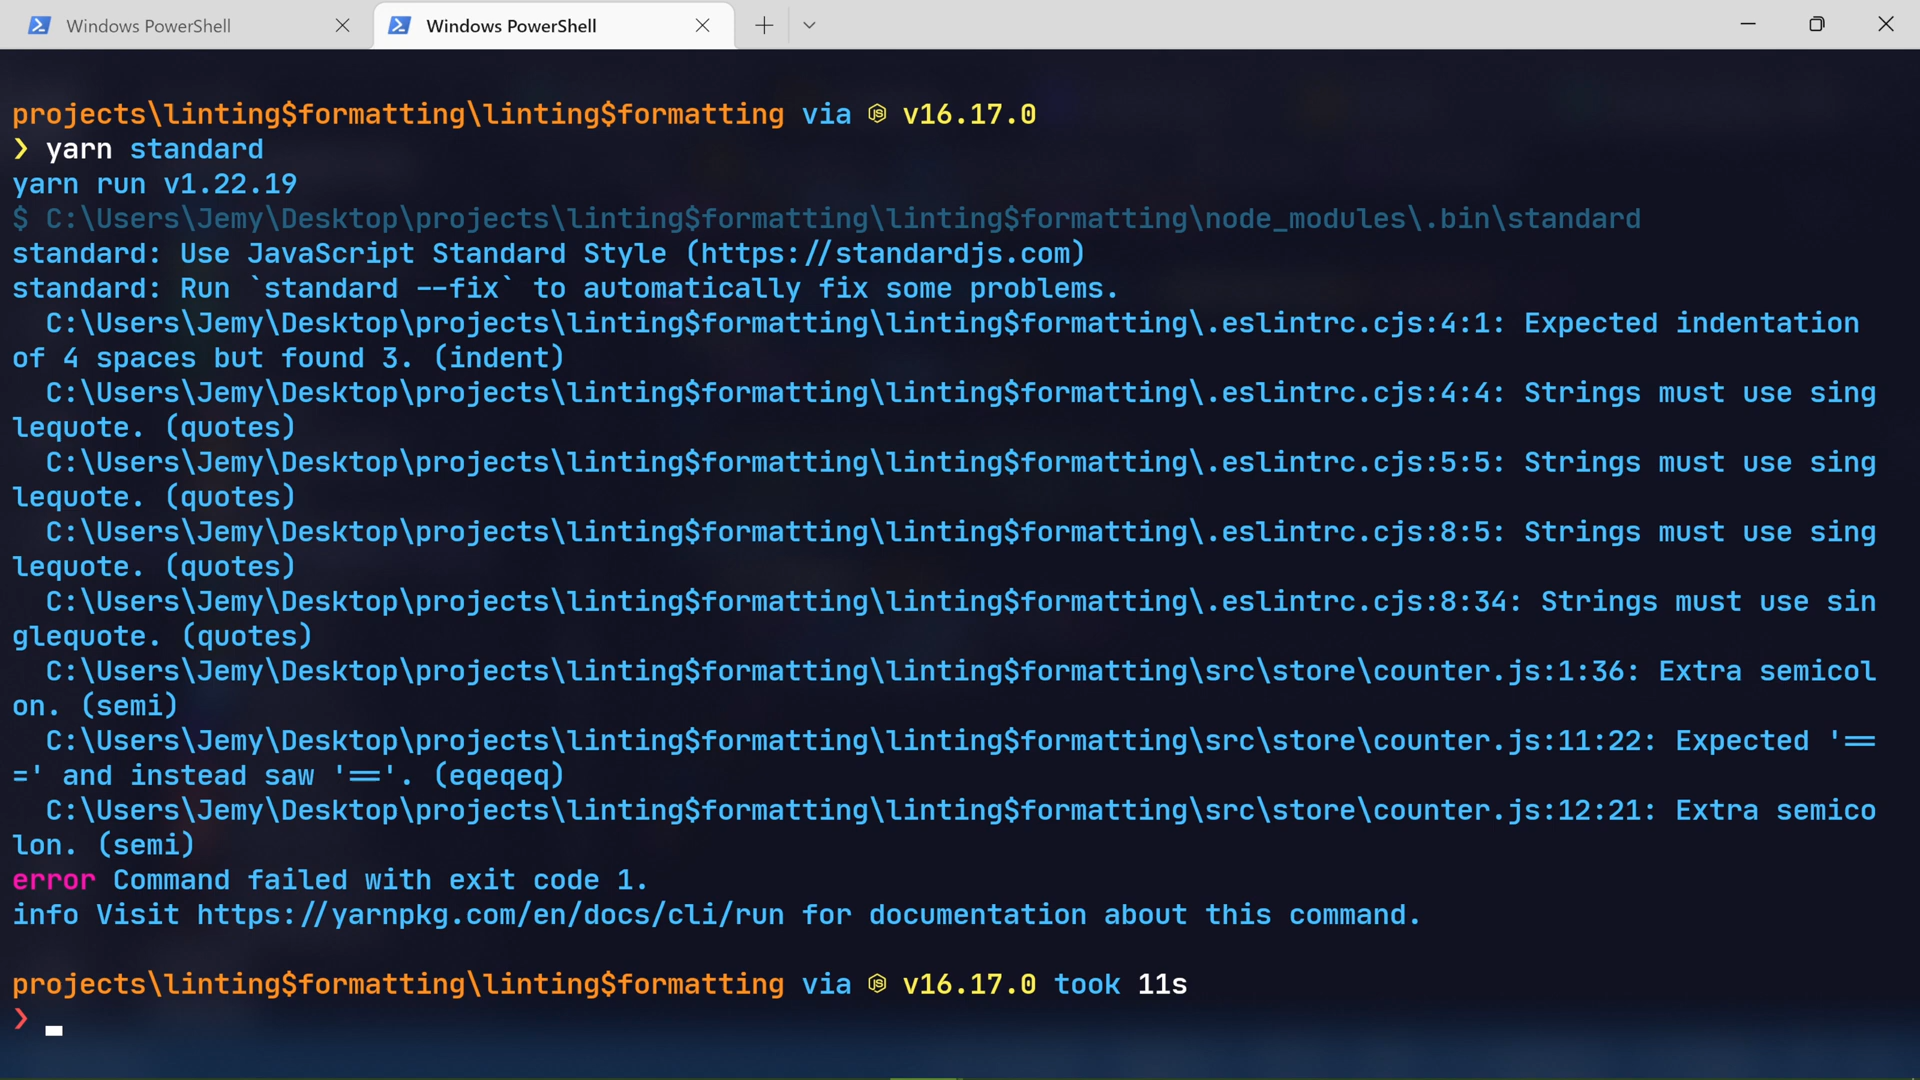 Windows PowerShell
Windows PowerShell
projects\linting$formatting\linting$formatting via v16.17.0
❯ yarn standard
yarn run v1.22.19
$ C:\Users\Jemy\Desktop\projects\linting$formatting\linting$formatting\node_modules\.bin\standard
standard: Use JavaScript Standard Style (https://standardjs.com)
standard: Run `standard --fix` to automatically fix some problems.
C:\Users\Jemy\Desktop\projects\linting$formatting\linting$formatting\.eslintrc.cjs:4:1: Expected indentation
of 4 spaces but found 3. (indent)
C:\Users\Jemy\Desktop\projects\linting$formatting\linting$formatting\.eslintrc.cjs:4:4: Strings must use sing
lequote. (quotes)
C:\Users\Jemy\Desktop\projects\linting$formatting\linting$formatting\.eslintrc.cjs:5:5: Strings must use sing
lequote. (quotes)
C:\Users\Jemy\Desktop\projects\linting$formatting\linting$formatting\.eslintrc.cjs:8:5: Strings must use sing
lequote. (quotes)
C:\Users\Jemy\Desktop\projects\linting$formatting\linting$formatting\.eslintrc.cjs:8:34: Strings must use sin
glequote. (quotes)
C:\Users\Jemy\Desktop\projects\linting$formatting\linting$formatting\src\store\counter.js:1:36: Extra semicol
on. (semi)
C:\Users\Jemy\Desktop\projects\linting$formatting\linting$formatting\src\store\counter.js:11:22: Expected '==
=' and instead saw '=='. (eqeqeq)
C:\Users\Jemy\Desktop\projects\linting$formatting\linting$formatting\src\store\counter.js:12:21: Extra semico
lon. (semi)
error Command failed with exit code 1.
info Visit https://yarnpkg.com/en/docs/cli/run for documentation about this command.
projects\linting$formatting\linting$formatting via v16.17.0 took 11s
❯